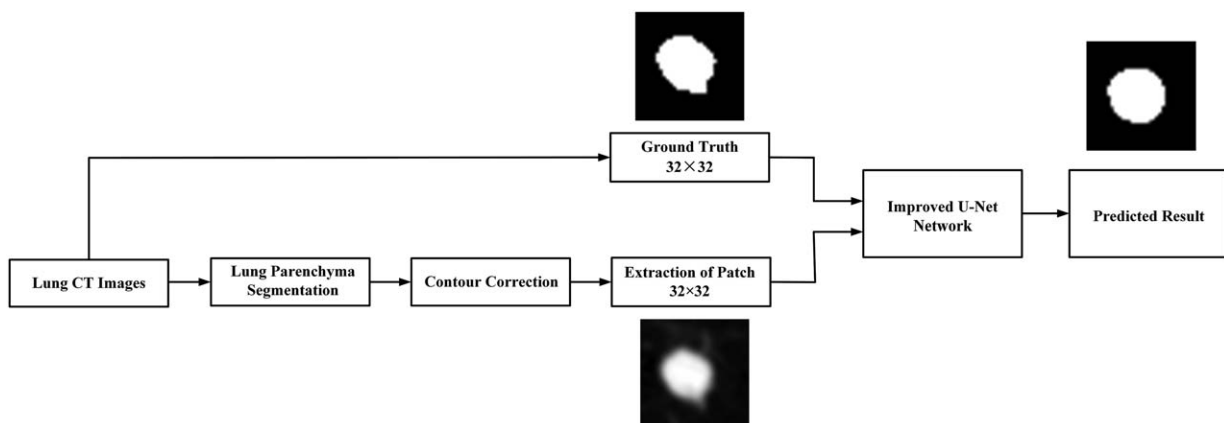 Ground Truth
32×32
Improved U-Net
Network
Predicted Result
Lung CT Images
Lung Parenchyma
Segmentation
Contour Correction
Extraction of Patch
32×32